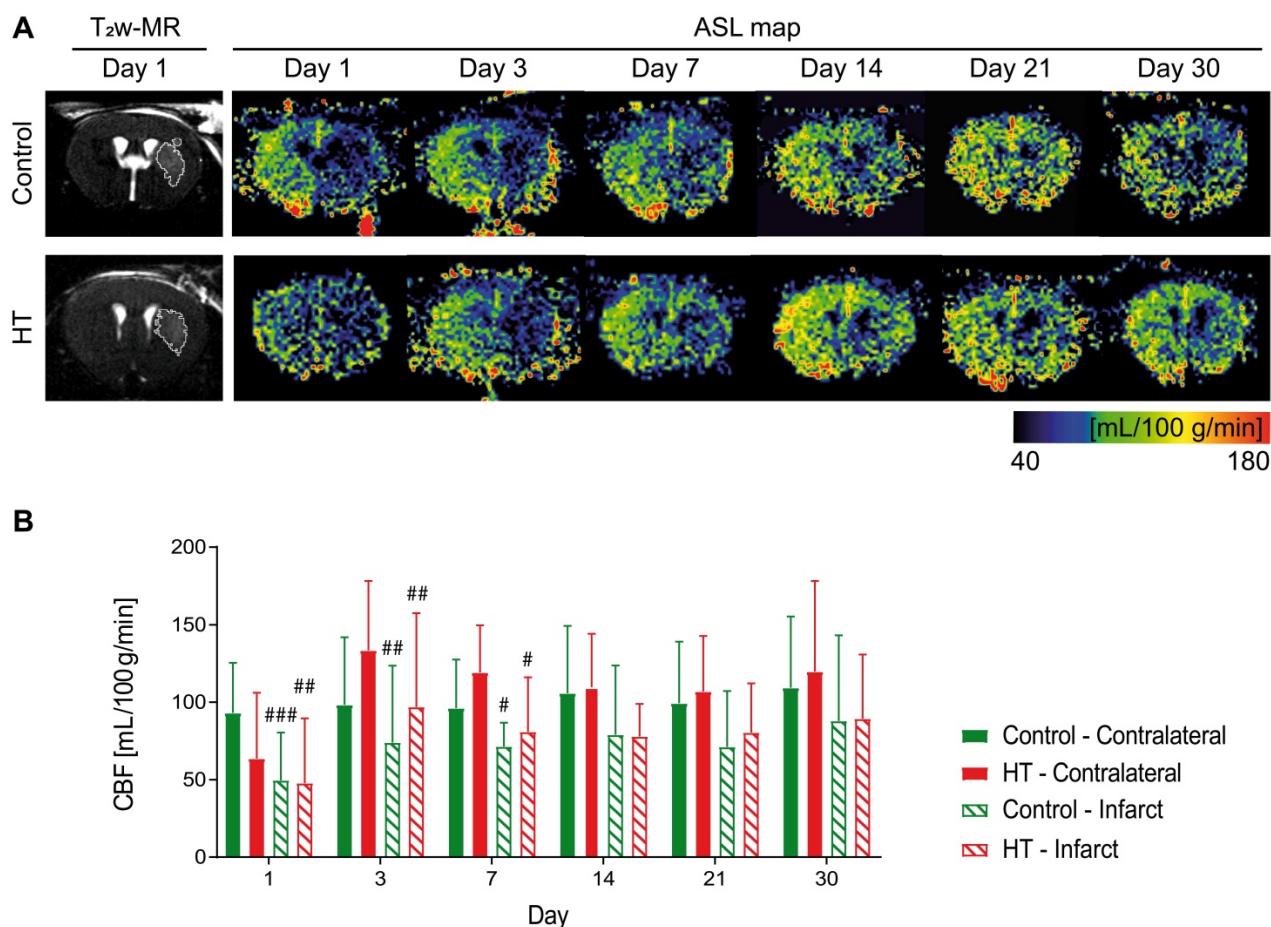 A
T₂w-MR
ASL map
Day 1
Day 1
Day 3
Day 7
Day 14
Day 21
Day 30
Control
HT
[mL/100 g/min]
40
180
B
CBF [mL/100 g/min]
200
150
100
50
0
###
##
##
##
#
#
1
3
7
14
21
30
Day
Control - Contralateral
HT - Contralateral
Control - Infarct
HT - Infarct